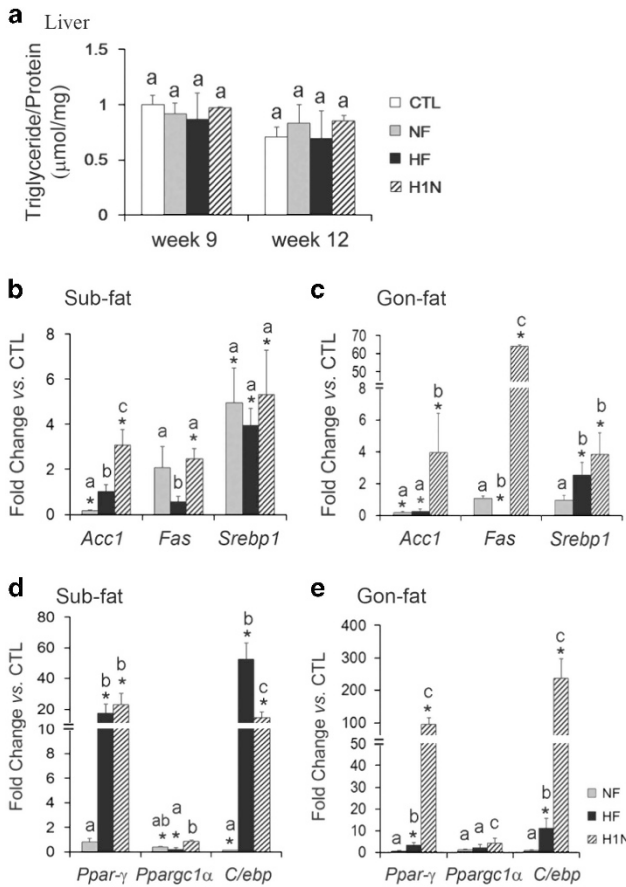 a Liver
Triglyceride/Protein
(μmol/mg)
1.5
1
0.5
0
a a a a
a a a a
week 9 week 12
CTL
NF
HF
H1N
b Sub-fat
Fold Change vs. CTL
8
6
4
2
0
a * b c *
a b a *
a * a * a *
Acc1 Fas Srebp1
c Gon-fat
Fold Change vs. CTL
70
60
50
8
6
4
2
0
a * a * b *
a b * c *
a b * b *
Acc1 Fas Srebp1
d Sub-fat
Fold Change vs. CTL
80
60
40
20
10
8
6
4
2
0
a b * b *
ab * a * b
a * b * c *
Ppar-γ Ppargc1α C/ebp
e Gon-fat
Fold Change vs. CTL
400
300
200
100
50
40
30
20
10
0
a b * c *
a a a
a b * c *
Ppar-γ Ppargc1α C/ebp
NF
HF
H1N